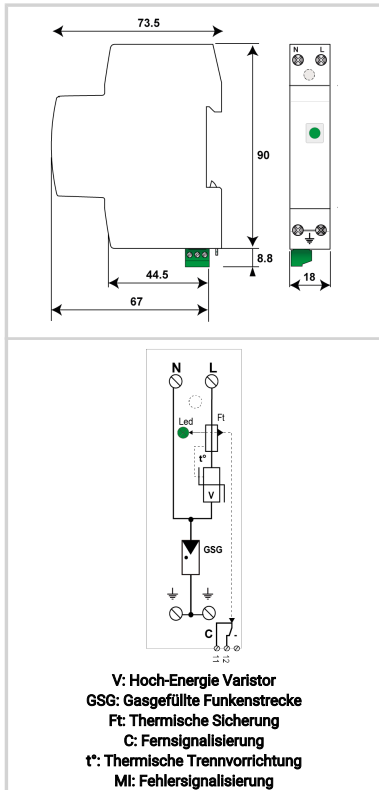 73.5
N L
90
8.8
44.5
18
67
N L
Led
Ft
t°
V
GSG
C
-
11 12
V: Hoch-Energie Varistor
GSG: Gasgefüllte Funkenstrecke
Ft: Thermische Sicherung
C: Fernsignalisierung
t°: Thermische Trennvorrichtung
MI: Fehlersignalisierung